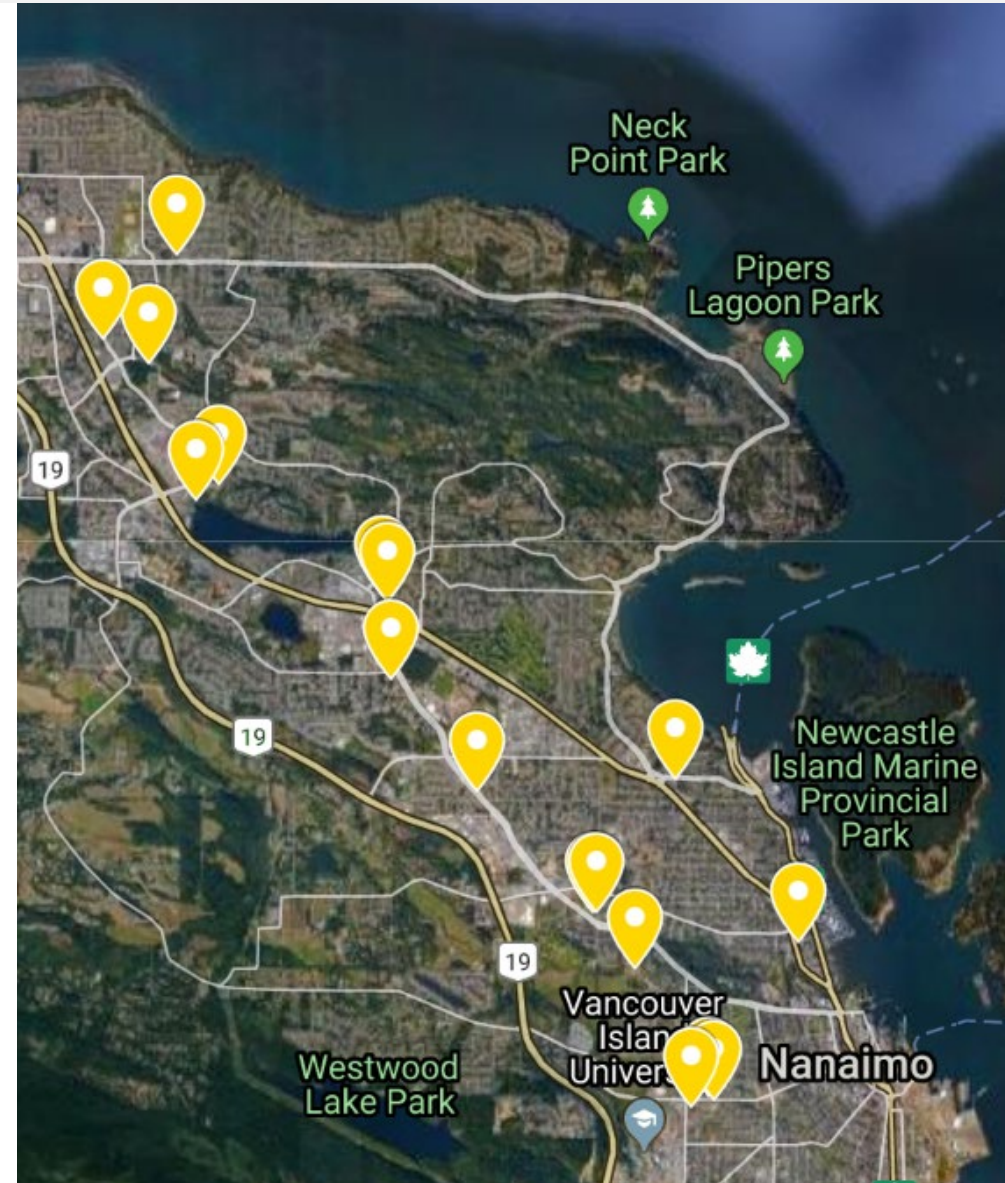 Neck
Point Park
Pipers
Lagoon Park
19
19
Newcastle
Island Marine
Provincial
Park
19
Vancouver
Island
Univers
Nanaimo
Westwood
Lake Park